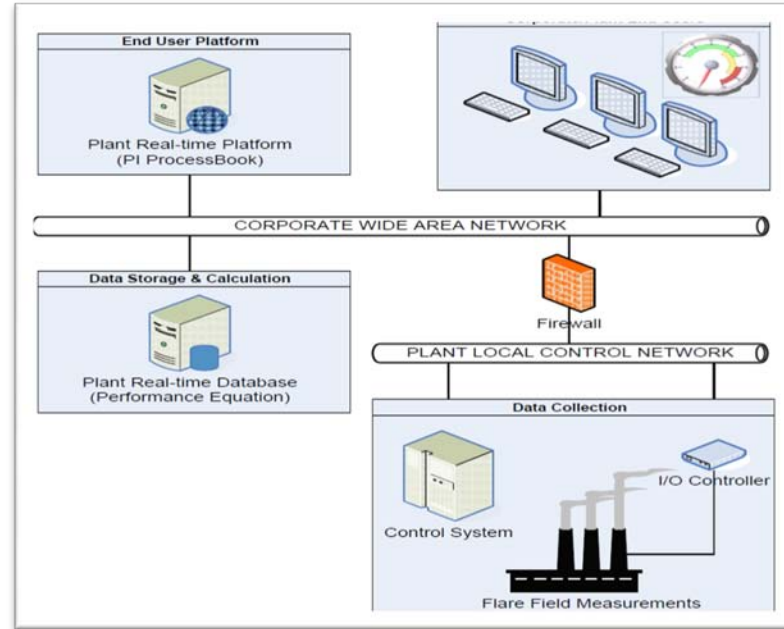 End User Platform
Plant Real-time Platform
(PI ProcessBook)
CORPORATE WIDE AREA NETWORK
Data Storage & Calculation
Plant Real-time Database
(Performance Equation)
Firewall
PLANT LOCAL CONTROL NETWORK
Data Collection
I/O Controller
Control System
Flare Field Measurements